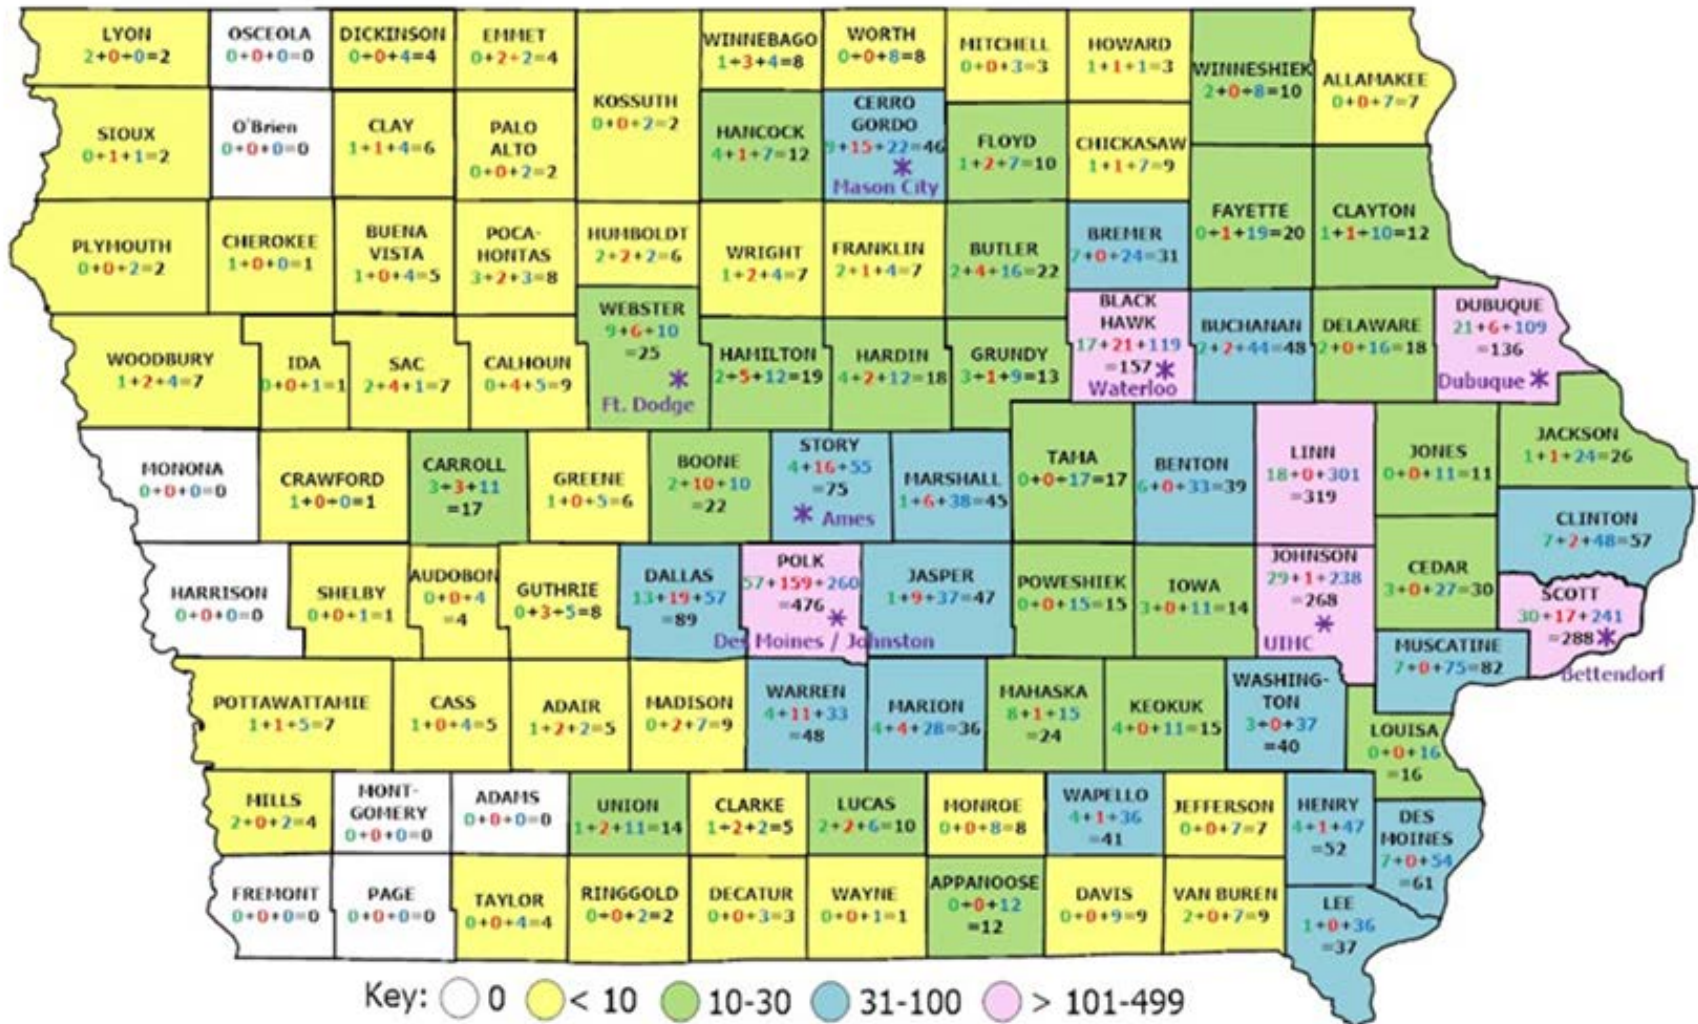 LYON
2+0+0=2
OSCEOLA
0+0+0=0
DICKINSON
0+0+4=4
EMMET
0+2+2=4
KOSSUTH
0+0+2=2
WINNEBAGO
1+3+4=8
WORTH
0+0+8=8
MITCHELL
0+0+3=3
HOWARD
1+1+1=3
WINNESHIEK
2+0+8=10
ALLAMAKEE
0+0+7=7
SIOUX
0+1+1=2
O'Brien
0+0+0=0
CLAY
1+1+4=6
PALO
ALTO
0+0+2=2
HANCOCK
4+1+7=12
CERRO
GORDO
9+15+22=46
Mason City
FLOYD
1+2+7=10
CHICKASAW
1+1+7=9
FAYETTE
0+1+19=20
CLAYTON
1+1+10=12
PLYMOUTH
0+0+2=2
CHEROKEE
1+0+0=1
BUENA
VISTA
1+0+4=5
POCA-
HONTAS
3+2+3=8
HUMBOLDT
2+2+2=6
WRIGHT
1+2+4=7
FRANKLIN
2+1+4=7
BUTLER
2+4+16=22
BREMER
7+0+24=31
WOODBURY
1+2+4=7
IDA
0+0+1=1
SAC
2+4+1=7
CALHOUN
0+4+5=9
WEBSTER
9+6+10
=25
Ft. Dodge
HAMILTON
2+5+12=19
HARDIN
4+2+12=18
GRUNDY
3+1+9=13
BLACK
HAWK
17+21+119
=157
Waterloo
BUCHANAN
2+2+44=48
DELAWARE
2+0+16=18
DUBUQUE
21+6+109
=136
Dubuque
MONONA
0+0+0=0
CRAWFORD
1+0+0=1
CARROLL
3+3+11
=17
GREENE
1+0+5=6
BOONE
2+10+10
=22
STORY
4+16+55
=75
Ames
MARSHALL
1+6+38=45
TAMA
0+0+17=17
BENTON
6+0+33=39
LINN
18+0+301
=319
JONES
0+0+11=11
JACKSON
1+1+24=26
CLINTON
7+2+48=57
HARRISON
0+0+0=0
SHELBY
0+0+1=1
AUDOBON
0+0+4
=4
GUTHRIE
0+3+5=8
DALLAS
13+19+57
=89
POLK
57+159+260
=476
Des Moines / Johnston
JASPER
1+9+37=47
POWESHIEK
0+0+15=15
IOWA
3+0+11=14
JOHNSON
29+1+238
=268
UIHC
CEDAR
3+0+27=30
SCOTT
30+17+241
=288
Bettendorf
MUSCATINE
7+0+75=82
POTTAWATTAMIE
1+1+5=7
CASS
1+0+4=5
ADAIR
1+2+2=5
MADISON
0+2+7=9
WARREN
4+11+33
=48
MARION
4+4+28=36
MAHASKA
8+1+15
=24
KEOKUK
4+0+11=15
WASHING-
TON
3+0+37
=40
LOUISA
0+0+16
=16
MILLS
2+0+2=4
MONT-
GOMERY
0+0+0=0
ADAMS
0+0+0=0
UNION
1+2+11=14
CLARKE
1+2+2=5
LUCAS
2+2+6=10
MONROE
0+0+8=8
WAPELLO
4+1+36
=41
JEFFERSON
0+0+7=7
HENRY
4+1+47
=52
DES
MOINES
7+0+54
=61
FREMONT
0+0+0=0
PAGE
0+0+0=0
TAYLOR
0+0+4=4
RINGGOLD
0+0+2=2
DECATUR
0+0+3=3
WAYNE
0+0+1=1
APPANOOSE
0+0+12
=12
DAVIS
0+0+9=9
VAN BUREN
2+0+7=9
LEE
1+0+36
=37
Key: 0 < 10 10-30 31-100 > 101-499